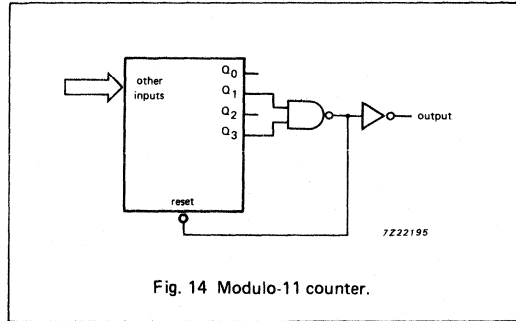 other
inputs
Q0
Q1
Q2
Q3
output
reset
7Z22195
Fig. 14 Modulo-11 counter.